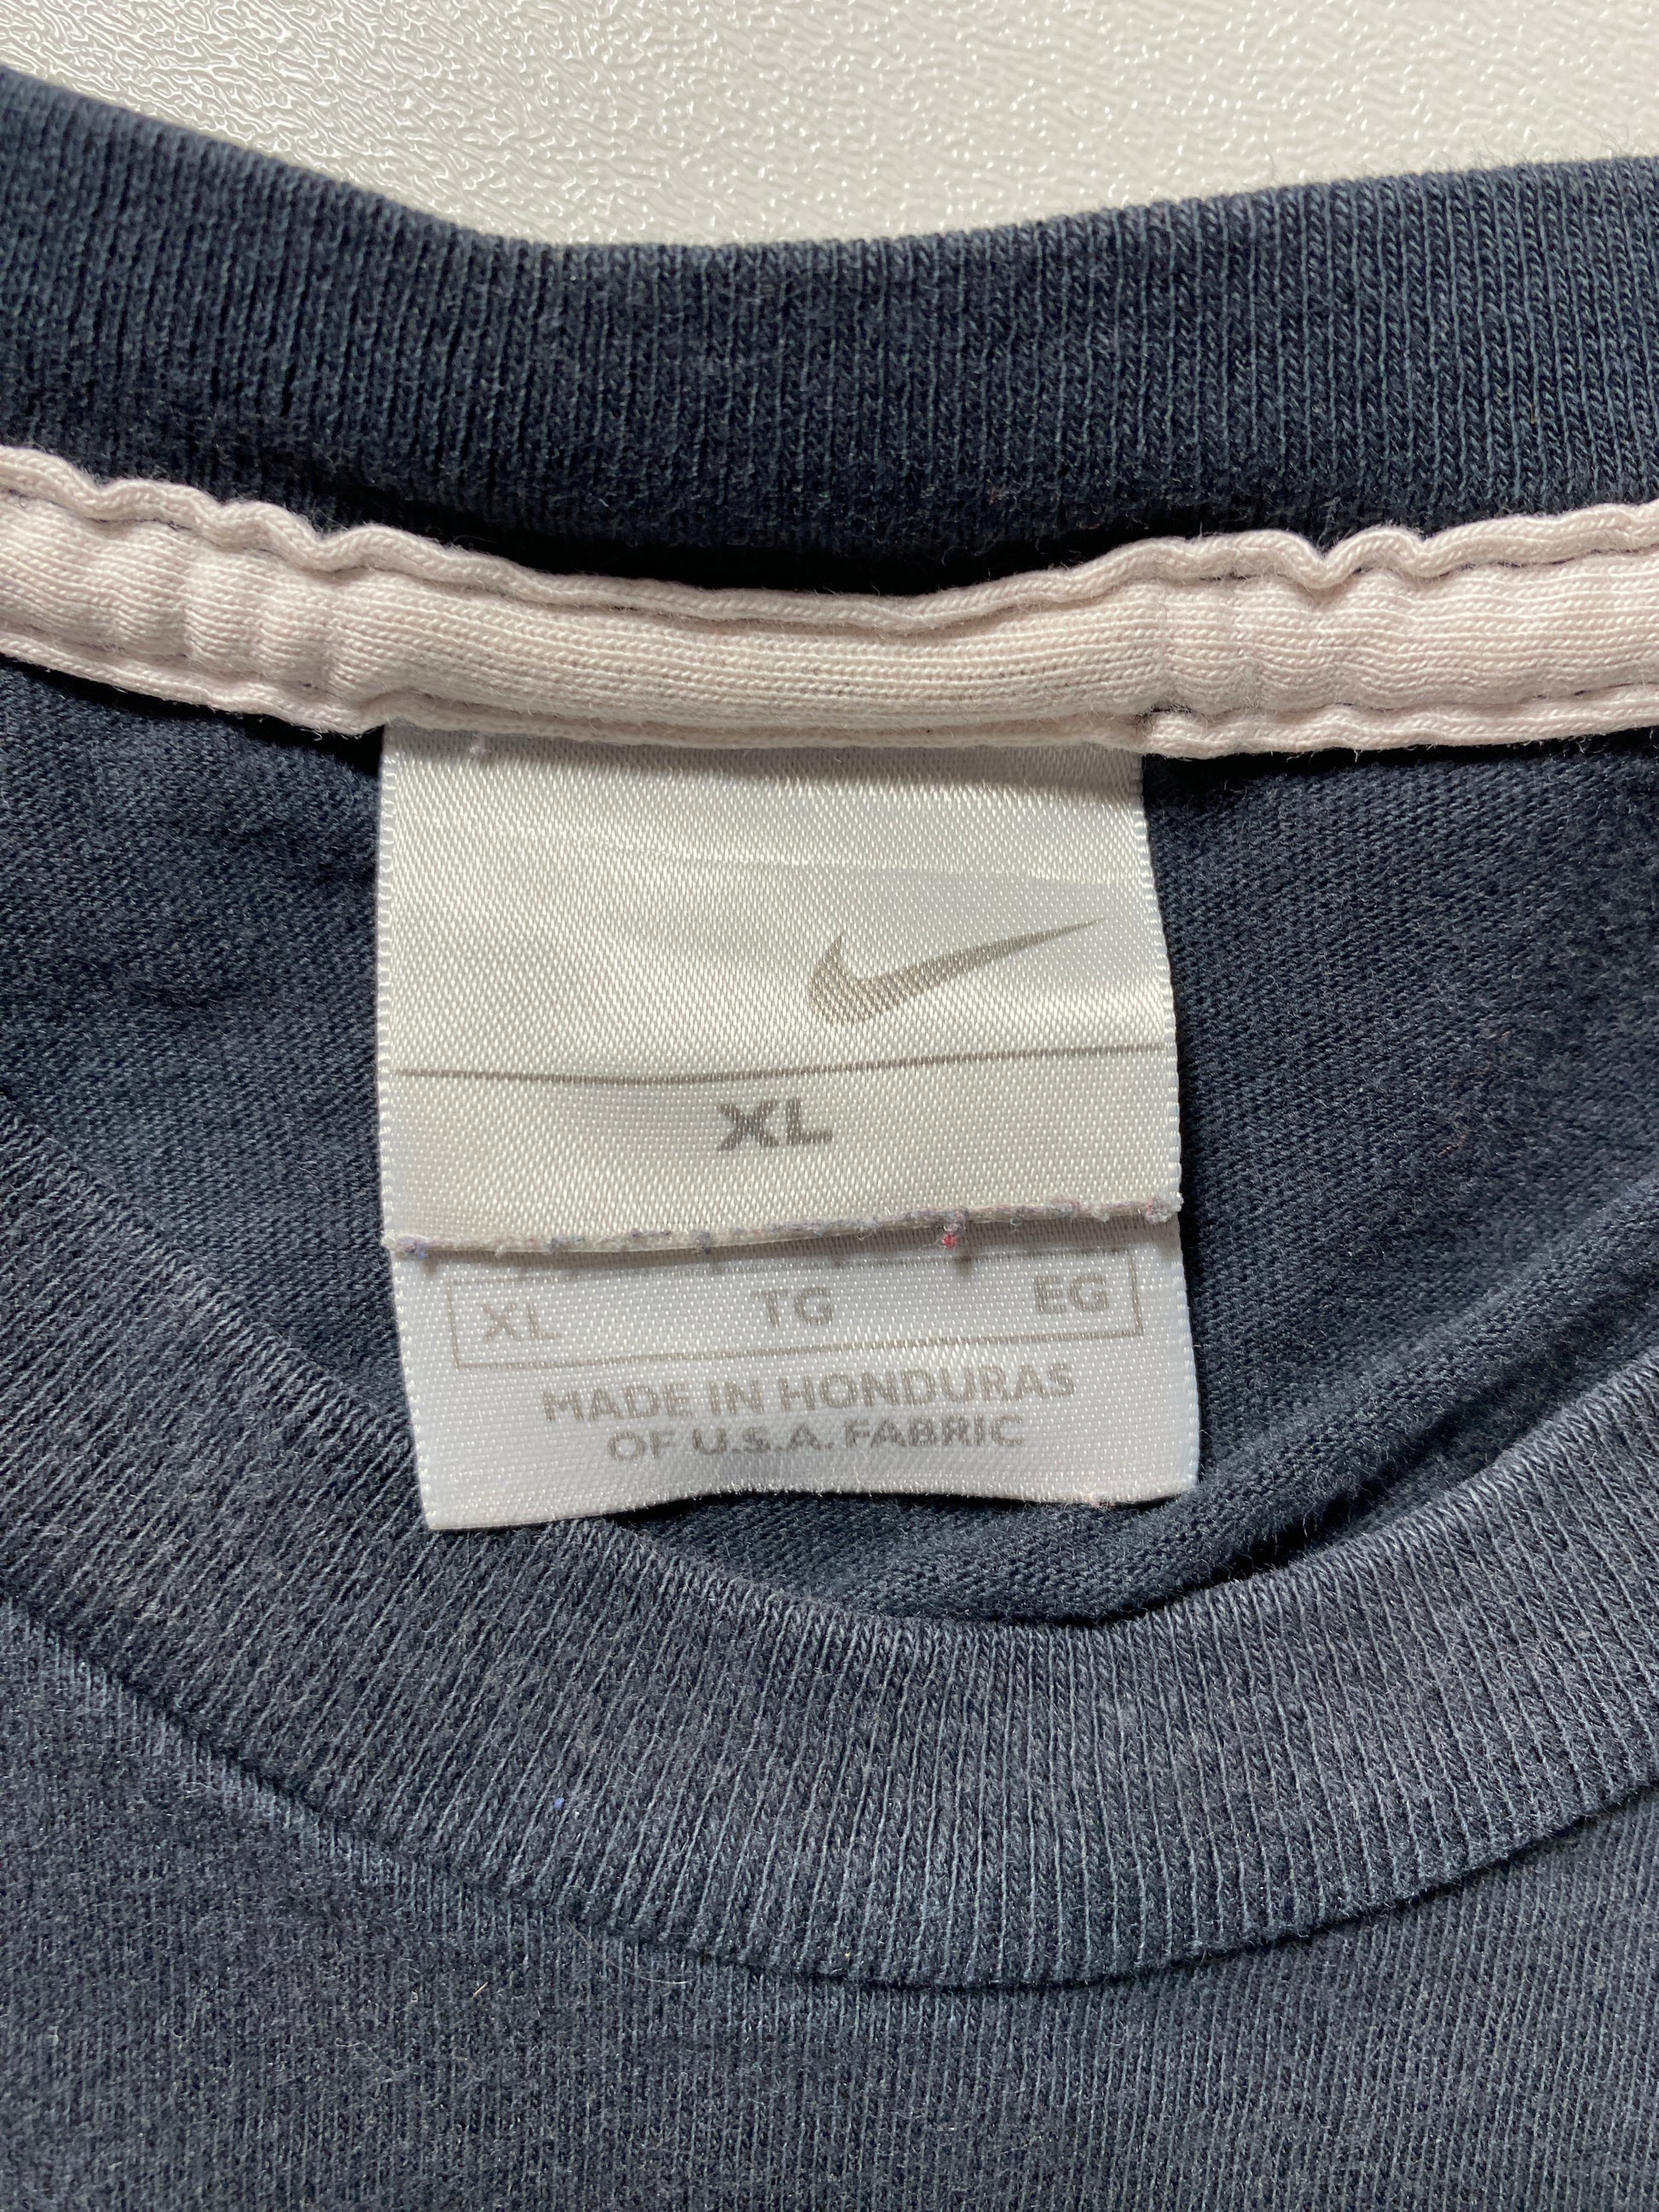 XL
XL TG EG
MADE IN HONDURAS
OF U.S.A. FABRIC